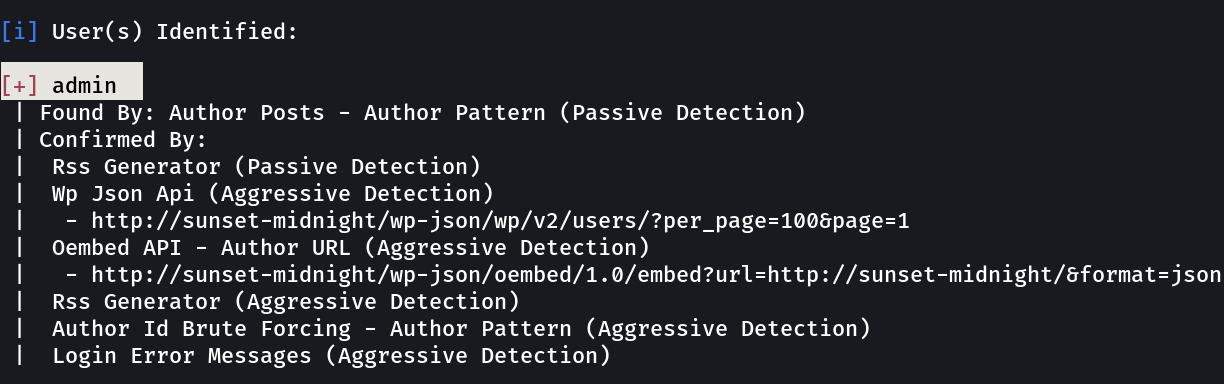 [i] User(s) Identified:
[+] admin
| Found By: Author Posts - Author Pattern (Passive Detection)
| Confirmed By:
|  Rss Generator (Passive Detection)
|  Wp Json Api (Aggressive Detection)
|   - http://sunset-midnight/wp-json/wp/v2/users/?per_page=100&page=1
|  Oembed API - Author URL (Aggressive Detection)
|   - http://sunset-midnight/wp-json/oembed/1.0/embed?url=http://sunset-midnight/&format=json
|  Rss Generator (Aggressive Detection)
|  Author Id Brute Forcing - Author Pattern (Aggressive Detection)
|  Login Error Messages (Aggressive Detection)